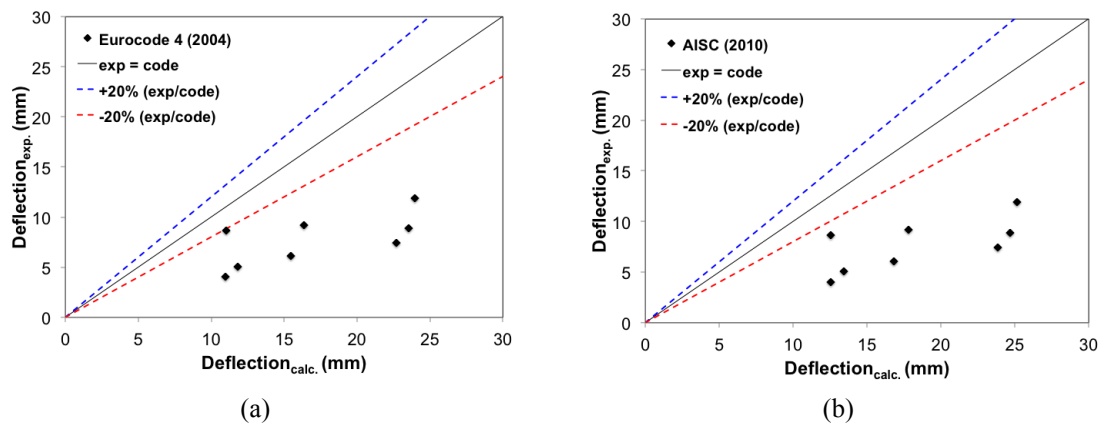 30
25
20
15
10
5
0
Deflection exp. (mm)
Eurocode 4 (2004)
exp = code
+20% (exp/code)
-20% (exp/code)
0 5 10 15 20 25 30
Deflection calc. (mm)
(a)
30
25
20
15
10
5
0
Deflection exp. (mm)
AISC (2010)
exp = code
+20% (exp/code)
-20% (exp/code)
0 5 10 15 20 25 30
Deflection calc. (mm)
(b)